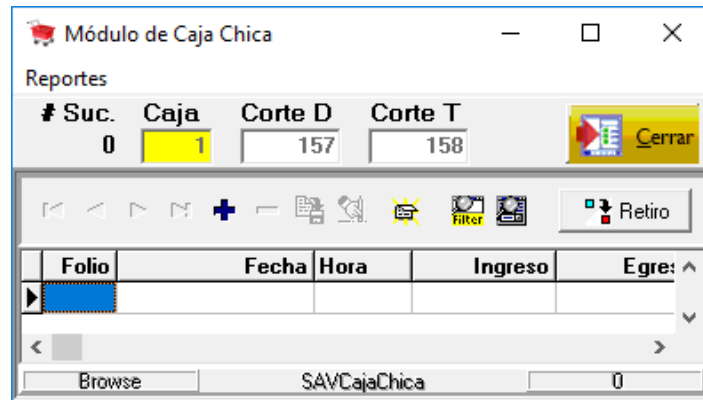 Módulo de Caja Chica
Reportes
# Suc. Caja Corte D Corte T
0 1 157 158 Cerrar
Filter Retiro
Folio Fecha Hora Ingreso Egres
Browse SAVCajaChica 0